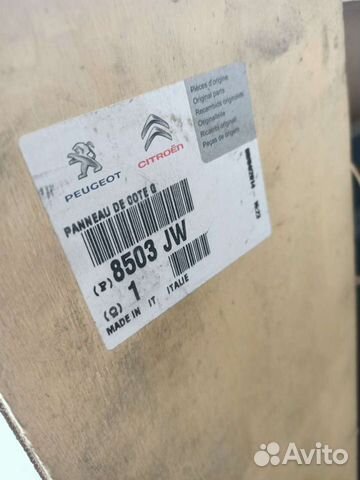 PEUGEOT
CITROËN
Pièces d'origine
Original parts
Recambios originales
Originalteile
Ricambi originali
Peças de origem
PANNEAU DE COTE G
(P) 8503 JW
(Q) 1
MADE IN IT ITALIE
Avito